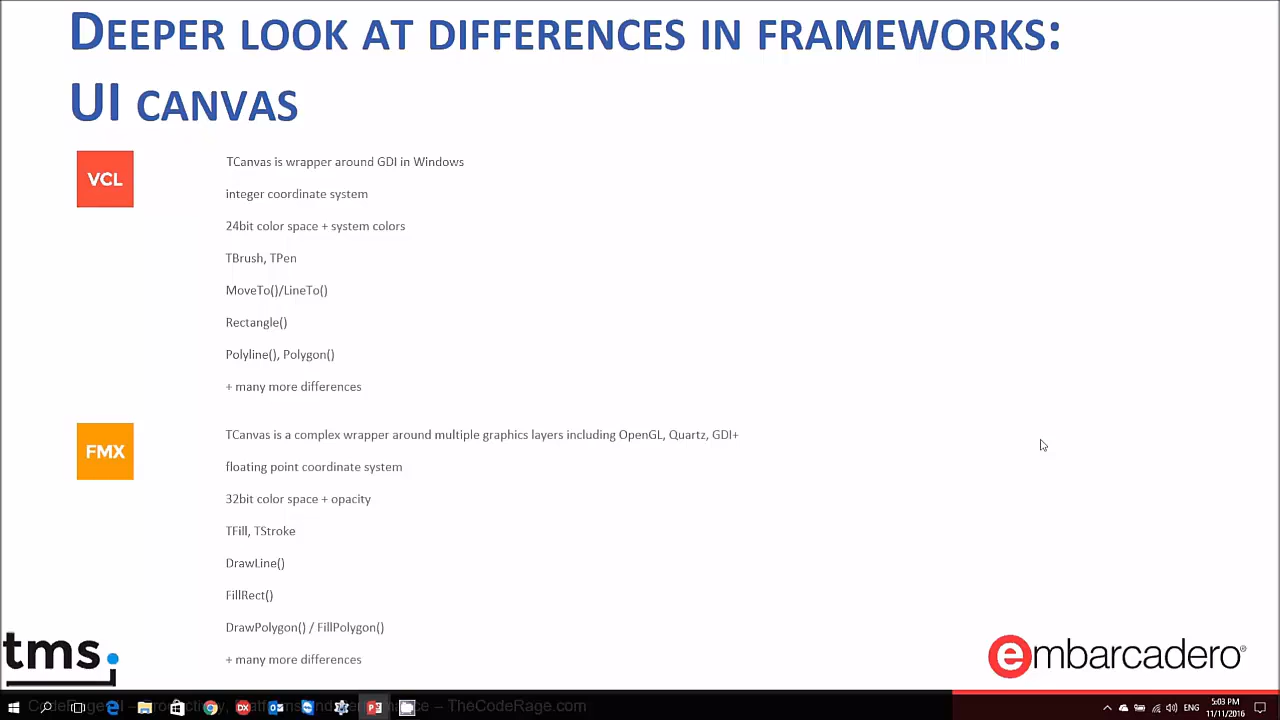 DEEPER LOOK AT DIFFERENCES IN FRAMEWORKS:
UI CANVAS
VCL
TCanvas is wrapper around GDI in Windows
integer coordinate system
24bit color space + system colors
TBrush, TPen
MoveTo()/LineTo()
Rectangle()
Polyline(), Polygon()
+ many more differences
FMX
TCanvas is a complex wrapper around multiple graphics layers including OpenGL, Quartz, GDI+
floating point coordinate system
32bit color space + opacity
TFill, TStroke
DrawLine()
FillRect()
DrawPolygon() / FillPolygon()
+ many more differences
tms.
embarcadero®
TheCodeRage.com
ENG
5:03 PM
11/11/2016